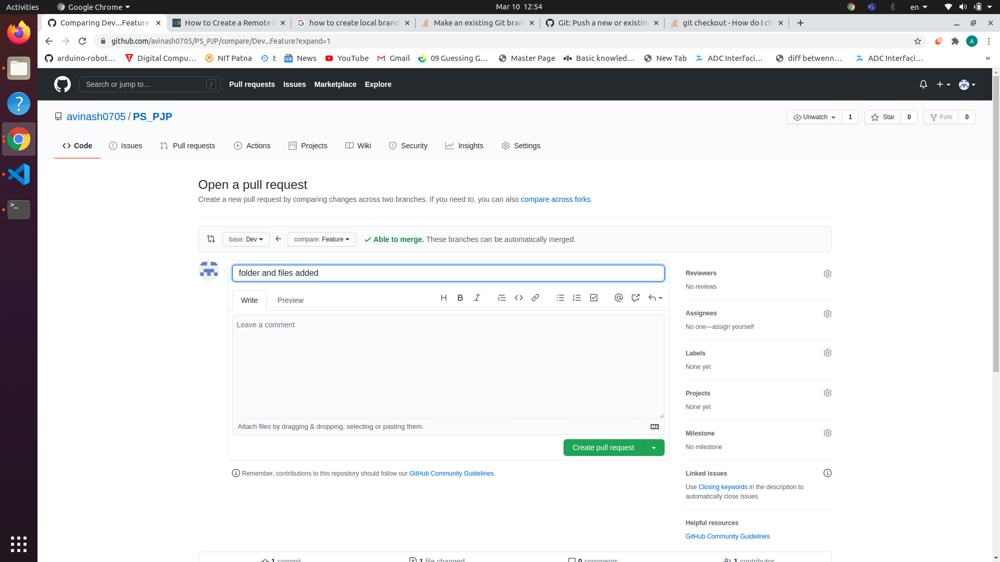 Activities
Google Chrome
Mar 10 12:54
en
Comparing Dev...Feature
How to Create a Remote
how to create local branc
Make an existing Git bran
Git: Push a new or existing
git checkout - How do I ch
github.com/avinash0705/PS_PJP/compare/Dev...Feature?expand=1
A
arduino-robot…
Digital Compu…
NIT Patna
t
News
YouTube
Gmail
09 Guessing G…
Master Page
Basic knowled…
New Tab
ADC Interfaci…
diff betwenn…
ADC Interfaci…
»
Search or jump to…
/
Pull requests
Issues
Marketplace
Explore
avinash0705 / PS_PJP
Unwatch 1
Star 0
Fork 0
Code
Issues
Pull requests
Actions
Projects
Wiki
Security
Insights
Settings
Open a pull request
Create a new pull request by comparing changes across two branches. If you need to, you can also compare across forks.
base: Dev
compare: Feature
Able to merge. These branches can be automatically merged.
folder and files added
Write
Preview
Leave a comment
Attach files by dragging & dropping, selecting or pasting them.
Create pull request
Remember, contributions to this repository should follow our GitHub Community Guidelines.
Reviewers
No reviews
Assignees
No one—assign yourself
Labels
None yet
Projects
None yet
Milestone
No milestone
Linked issues
Use Closing keywords in the description to
automatically close issues
Helpful resources
GitHub Community Guidelines
1 commit
1 file changed
0 comments
1 contributor